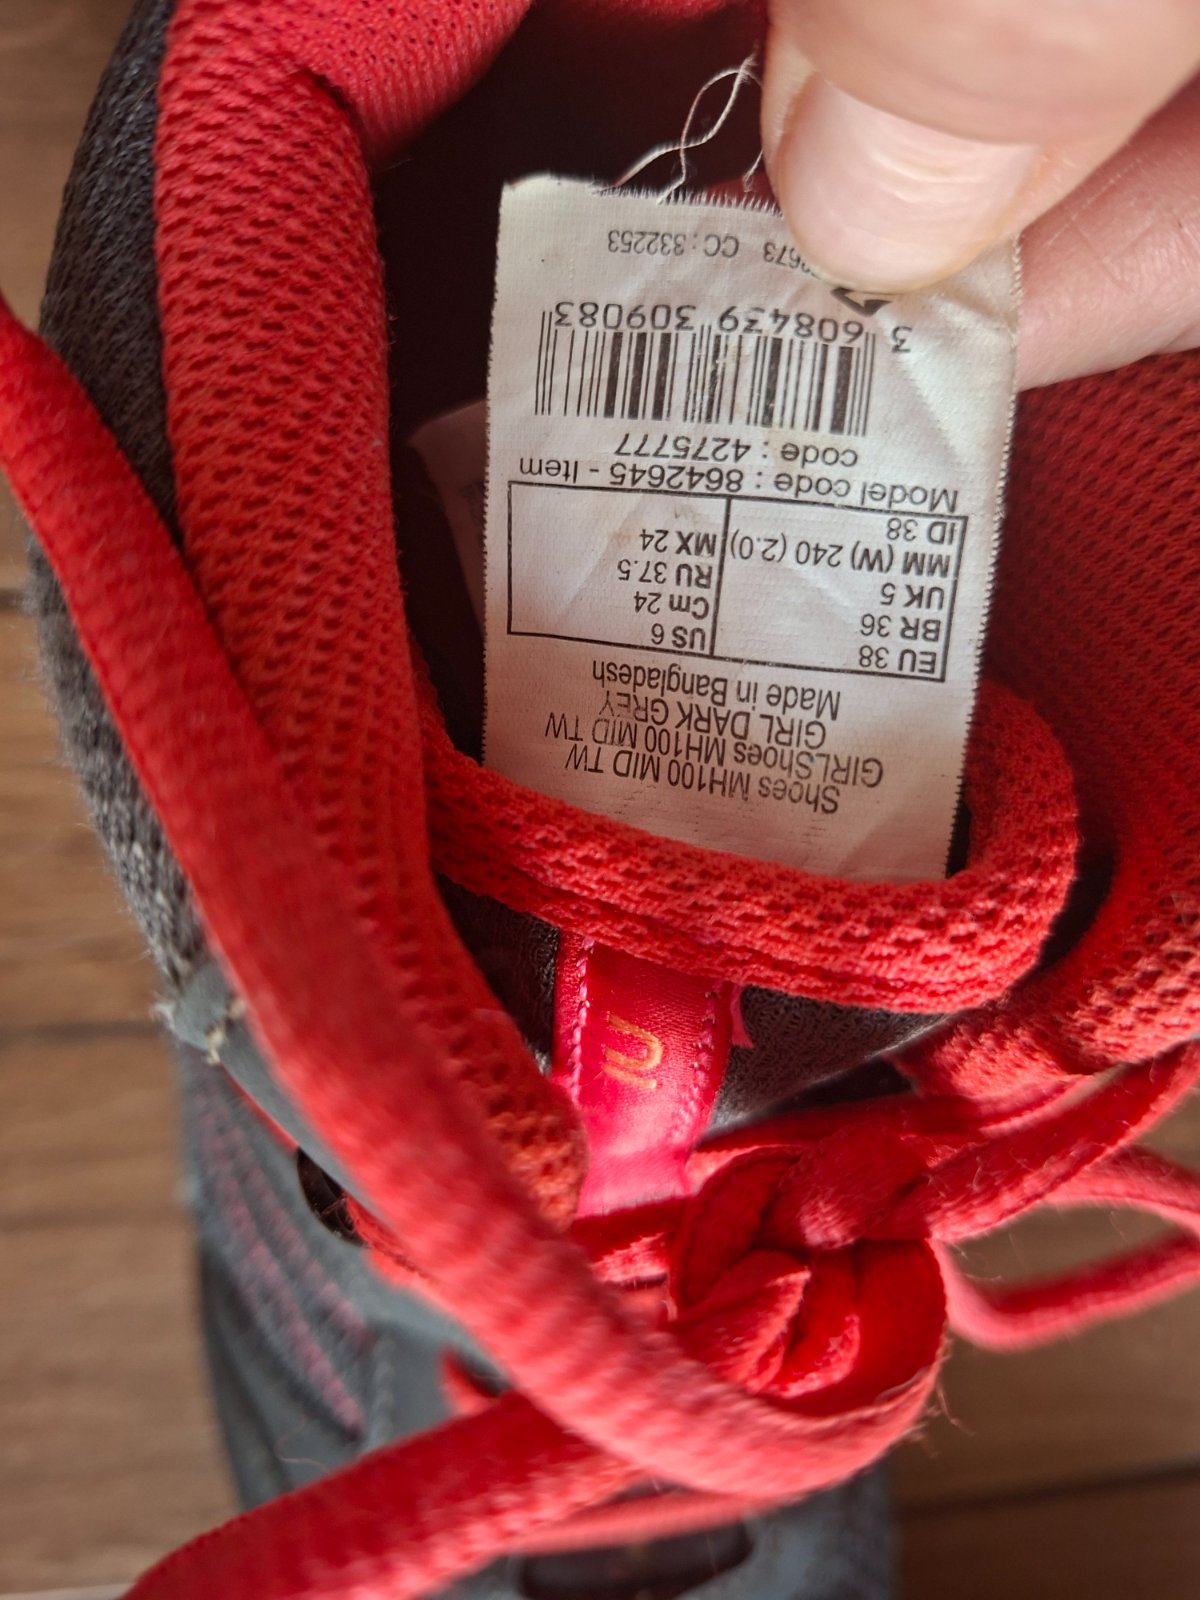 Shoes MH100 MID TW
GIRLShoes MH100 MID TW
GIRL DARK GREY
Made in Bangladesh
EU 38 US 6
BR 36 Cm 24
UK 5 RU 37.5
MM (W) 240 (2.0) MX 24
ID 38
Model code : 8642645 - Item
code : 4275777
3 608439 309083
CC: 332253